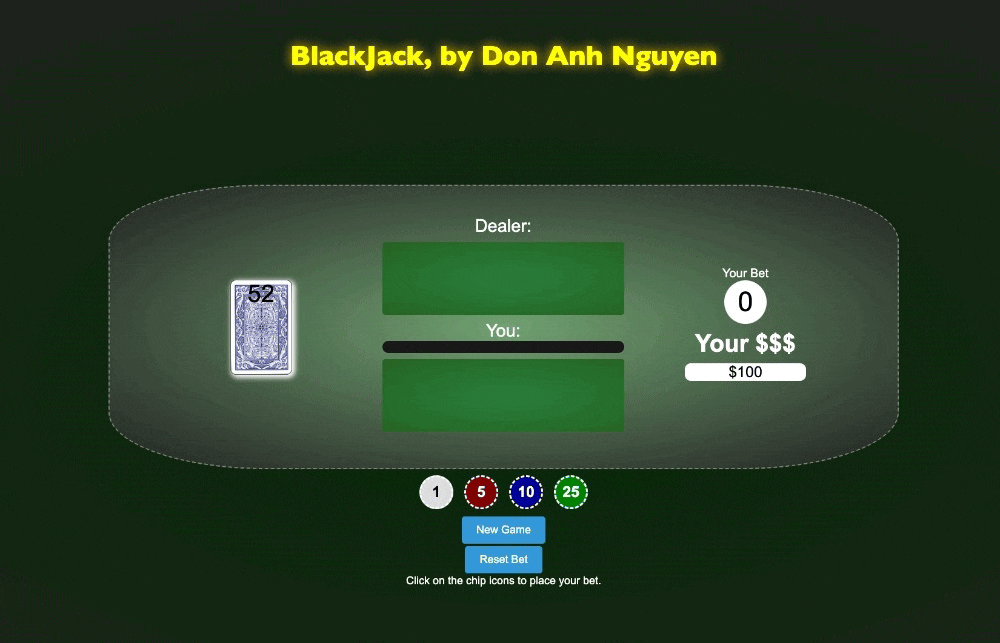 BlackJack, by Don Anh Nguyen
Dealer:
52
Your Bet
0
You:
Your $$$
$100
1 5 10 25
New Game
Reset Bet
Click on the chip icons to place your bet.